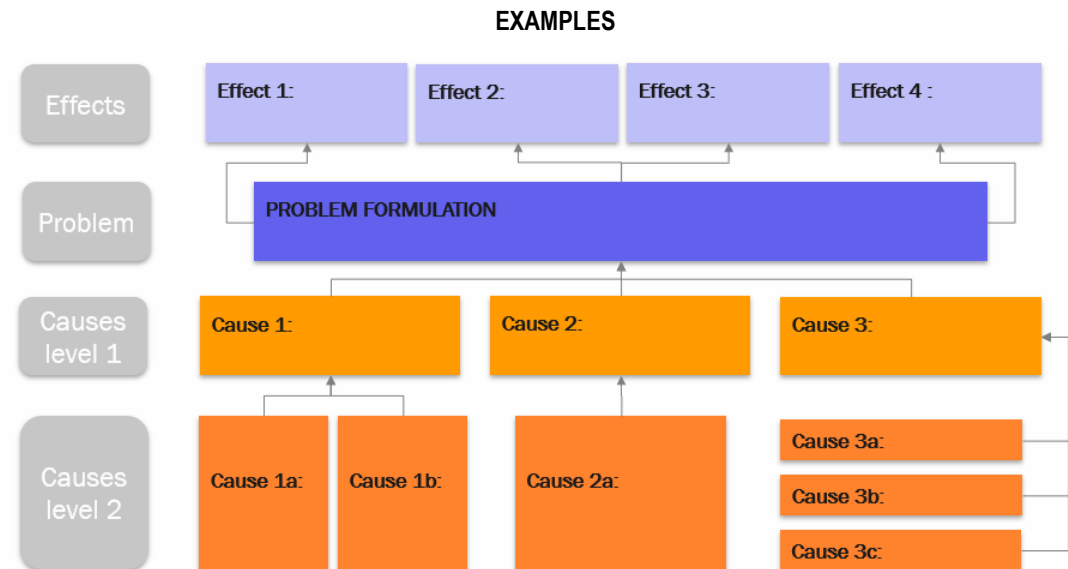 EXAMPLES
Effects
Effect 1:
Effect 2:
Effect 3:
Effect 4 :
Problem
PROBLEM FORMULATION
Causes
level 1
Cause 1:
Cause 2:
Cause 3:
Causes
level 2
Cause 1a:
Cause 1b:
Cause 2a:
Cause 3a:
Cause 3b:
Cause 3c: